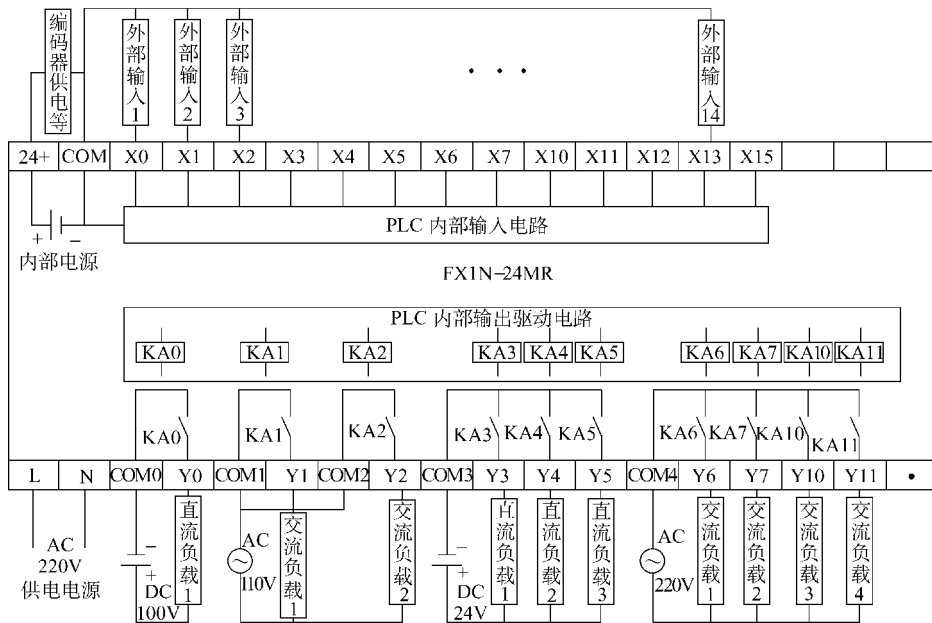 编码器供电等
外部输入1
外部输入2
外部输入3
• • •
外部输入14
24+ COM X0 X1 X2 X3 X4 X5 X6 X7 X10 X11 X12 X13 X15
+ −
内部电源
PLC 内部输入电路
FX1N-24MR
PLC 内部输出驱动电路
KA0 KA1 KA2 KA3 KA4 KA5 KA6 KA7 KA10 KA11
KA0 KA1 KA2 KA3 KA4 KA5 KA6 KA7 KA10 KA11
L N COM0 Y0 COM1 Y1 COM2 Y2 COM3 Y3 Y4 Y5 COM4 Y6 Y7 Y10 Y11 •
AC
220V
供电电源
−
+ DC
100V
直流负载1
AC
110V
交流负载1
交流负载2
−
+ DC
24V
直流负载1
直流负载2
直流负载3
AC
220V
交流负载1
交流负载2
交流负载3
交流负载4